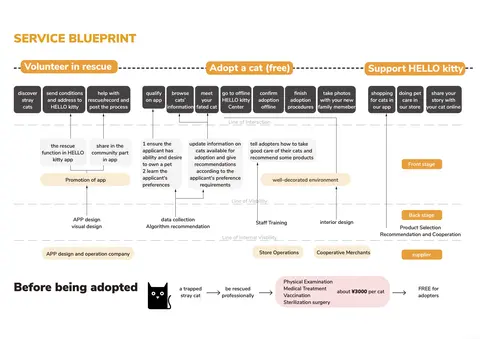 SERVICE BLUEPRINT
Volunteer in rescue
Adopt a cat (free)
Support HELLO kitty
discover
stray
cats
send conditions
and address to
HELLO kitty
help with
rescue/record and
post the process
qualify
on app
browse
cats'
information
meet
your
fated cat
go to offline
HELLO kitty
Center
confirm
adoption
offline
finish
adoption
procedures
take photos
with your new
family memeber
shopping
for cats in
our app
doing pet
care in
our store
share your
story with
your cat online
Line of Interaction
the rescue
function in HELLO
kitty app
share in the
community part
in app
1 ensure the
applicant has
ability and desire
to own a pet
2 learn the
applicant's
preferences
update information on
cats available for
adoption and give
recommendations
according to the
applicant's preference
requirements
tell adopters how to take
good care of their cats and
recommend some products
Front stage
Promotion of app
well-decorated environment
Line of Visibility
APP design
visual design
data collection
Algorithm recommendation
Staff Training
interior design
Back stage
Product Selection
Recommendation and Cooperation
Line of Internal Visibility
APP design and operation company
Store Operations
Cooperative Merchants
supplier
Before being adopted
a trapped
stray cat
be rescued
professionally
Physical Examination
Medical Treatment
Vaccination
Sterilization surgery
about ¥3000 per cat
FREE for
adopters